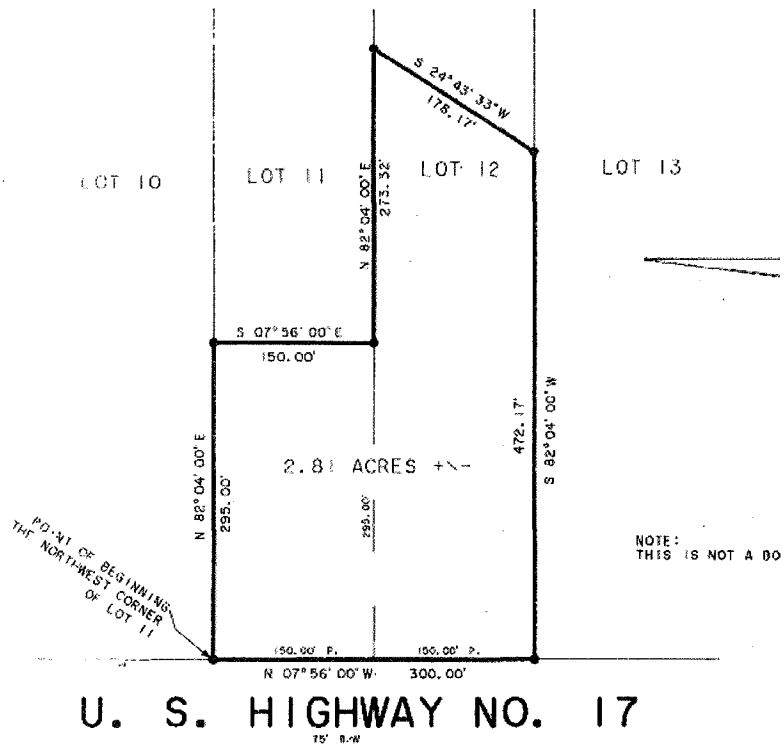 S 24°43'33"W
178.17'
LOT 10
LOT 11
LOT 12
LOT 13
N 82°04'00"E
273.32'
S 07°56'00"E
150.00'
N 82°04'00"E
295.00'
472.17'
S 82°04'00"W
2.81 ACRES +\-
295.00'
POINT OF BEGINNING
THE NORTHWEST CORNER
OF LOT 11
NOTE:
THIS IS NOT A BO
150.00' P.
150.00' P.
N 07°56'00"W
300.00'
U. S. HIGHWAY NO. 17
75' R/W